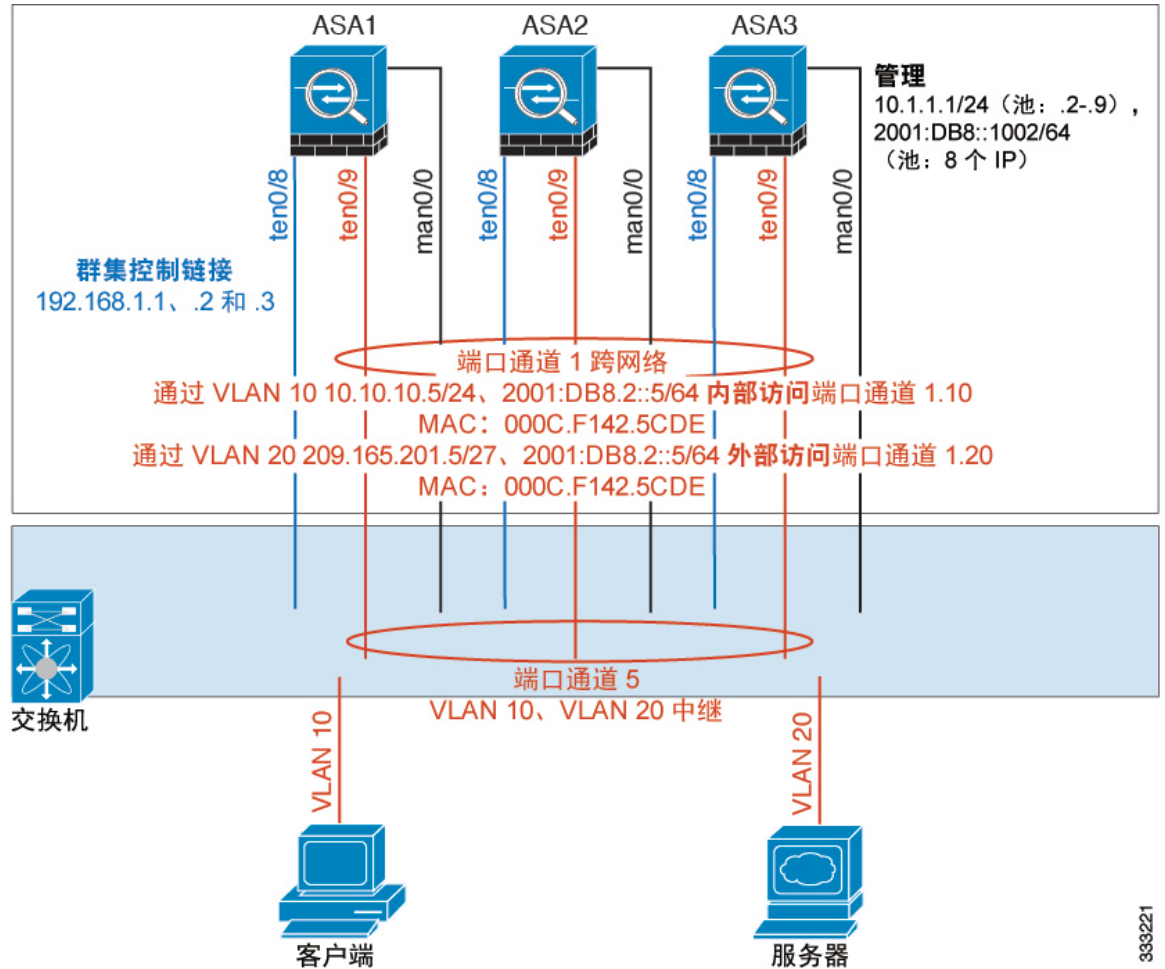 ASA1
ASA2
ASA3
管理
10.1.1.1/24（池：.2-.9），
2001:DB8::1002/64
（池：8 个 IP）
ten0/8
ten0/9
man0/0
ten0/8
ten0/9
man0/0
ten0/8
ten0/9
man0/0
群集控制链接
192.168.1.1、.2 和 .3
端口通道 1 跨网络
通过 VLAN 10 10.10.10.5/24、2001:DB8.2::5/64 内部访问端口通道 1.10
MAC：000C.F142.5CDE
通过 VLAN 20 209.165.201.5/27、2001:DB8.2::5/64 外部访问端口通道 1.20
MAC：000C.F142.5CDE
端口通道 5
VLAN 10、VLAN 20 中继
交换机
VLAN 10
VLAN 20
客户端
服务器
333221